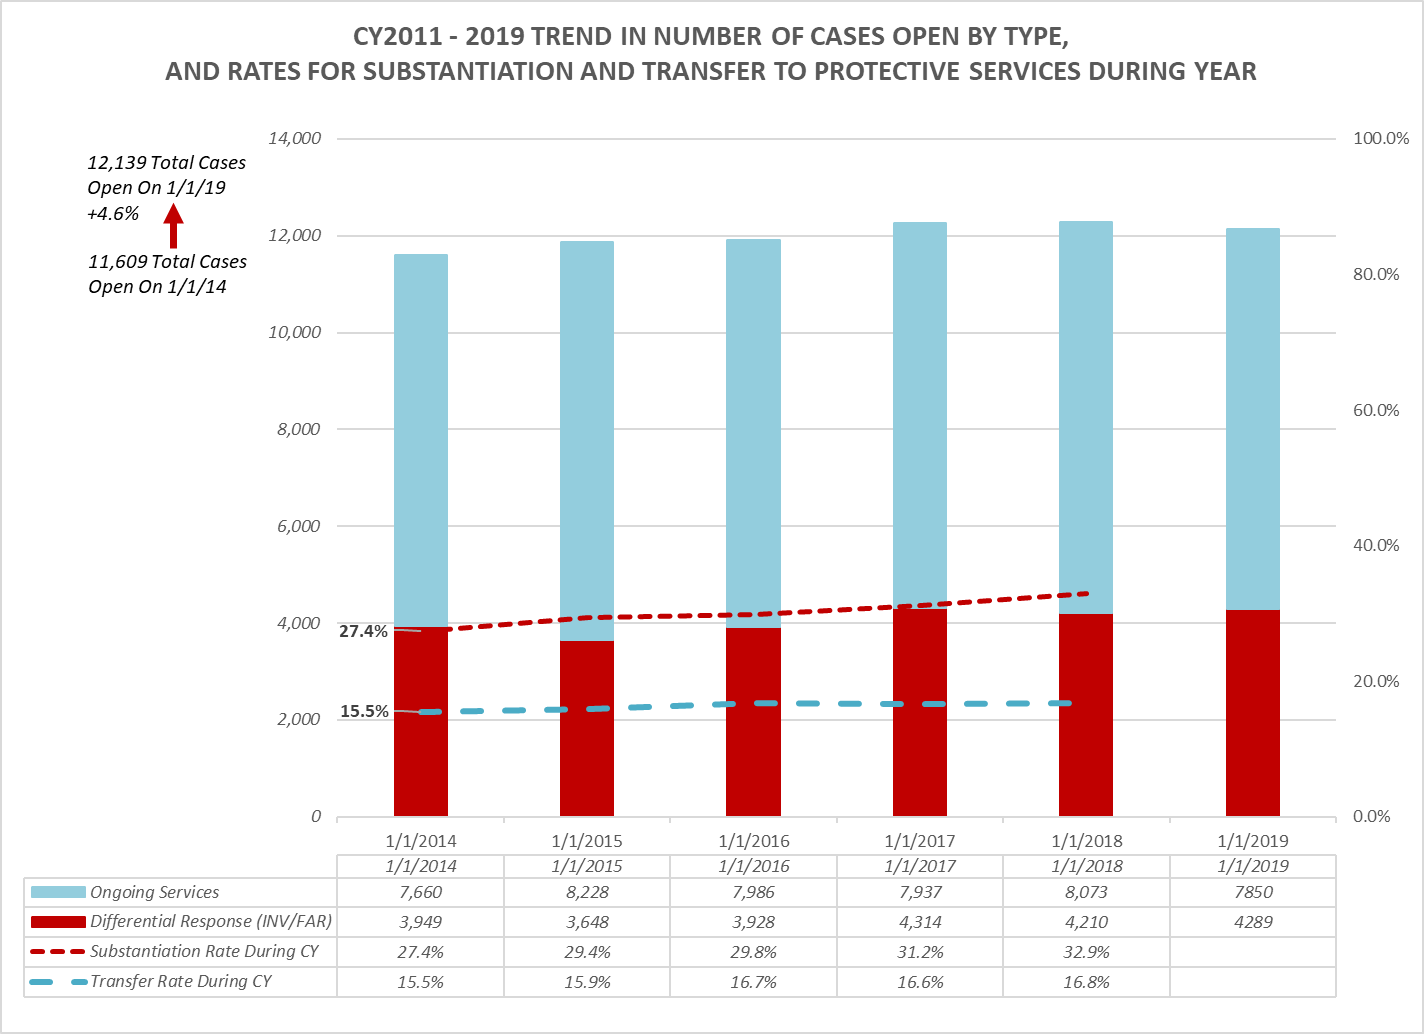 CY2011 - 2019 TREND IN NUMBER OF CASES OPEN BY TYPE,
AND RATES FOR SUBSTANTIATION AND TRANSFER TO PROTECTIVE SERVICES DURING YEAR
12,139 Total Cases
Open On 1/1/19
+4.6%
11,609 Total Cases
Open On 1/1/14
14,000
12,000
10,000
8,000
6,000
4,000
2,000
0
100.0%
80.0%
60.0%
40.0%
20.0%
0.0%
27.4%
15.5%
1/1/2014 1/1/2015 1/1/2016 1/1/2017 1/1/2018 1/1/2019
1/1/2014 1/1/2015 1/1/2016 1/1/2017 1/1/2018 1/1/2019
Ongoing Services 7,660 8,228 7,986 7,937 8,073 7850
Differential Response (INV/FAR) 3,949 3,648 3,928 4,314 4,210 4289
Substantiation Rate During CY 27.4% 29.4% 29.8% 31.2% 32.9%
Transfer Rate During CY 15.5% 15.9% 16.7% 16.6% 16.8%